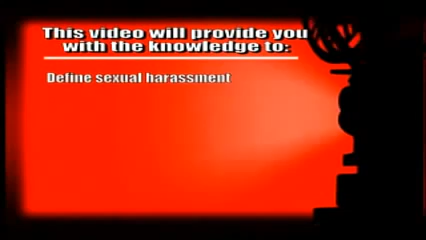 This video will provide you
with the knowledge to:
Define sexual harassment